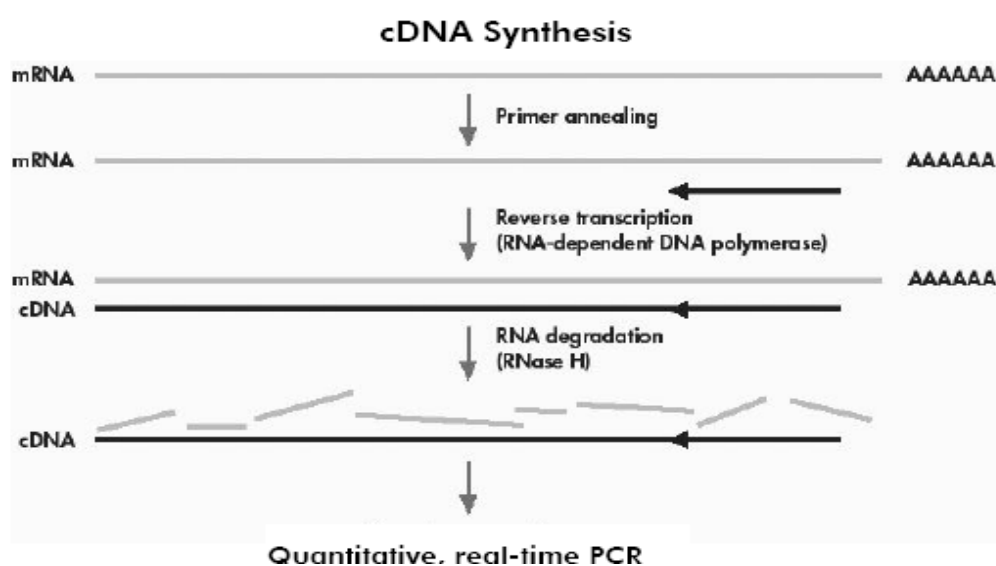 cDNA Synthesis
mRNA AAAAAA
Primer annealing
mRNA AAAAAA
Reverse transcription
(RNA-dependent DNA polymerase)
mRNA AAAAAA
cDNA
RNA degradation
(RNase H)
cDNA
Quantitative, real-time PCR